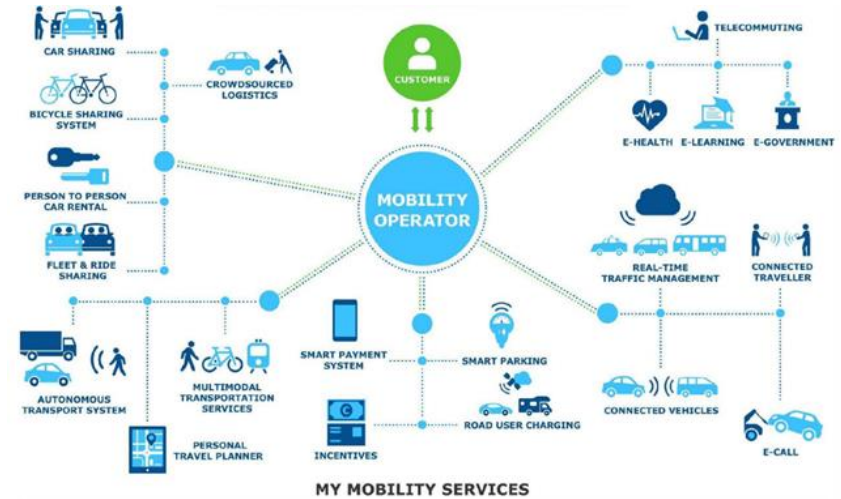 CAR SHARING
CROWDSOURCED
LOGISTICS
BICYCLE SHARING
SYSTEM
PERSON TO PERSON
CAR RENTAL
FLEET & RIDE
SHARING
CUSTOMER
MOBILITY
OPERATOR
TELECOMMUTING
E-HEALTH
E-LEARNING
E-GOVERNMENT
REAL-TIME
TRAFFIC MANAGEMENT
CONNECTED
TRAVELLER
AUTONOMOUS
TRANSPORT SYSTEM
MULTIMODAL
TRANSPORTATION
SERVICES
PERSONAL
TRAVEL PLANNER
SMART PAYMENT
SYSTEM
SMART PARKING
€
INCENTIVES
ROAD USER CHARGING
CONNECTED VEHICLES
E-CALL
MY MOBILITY SERVICES